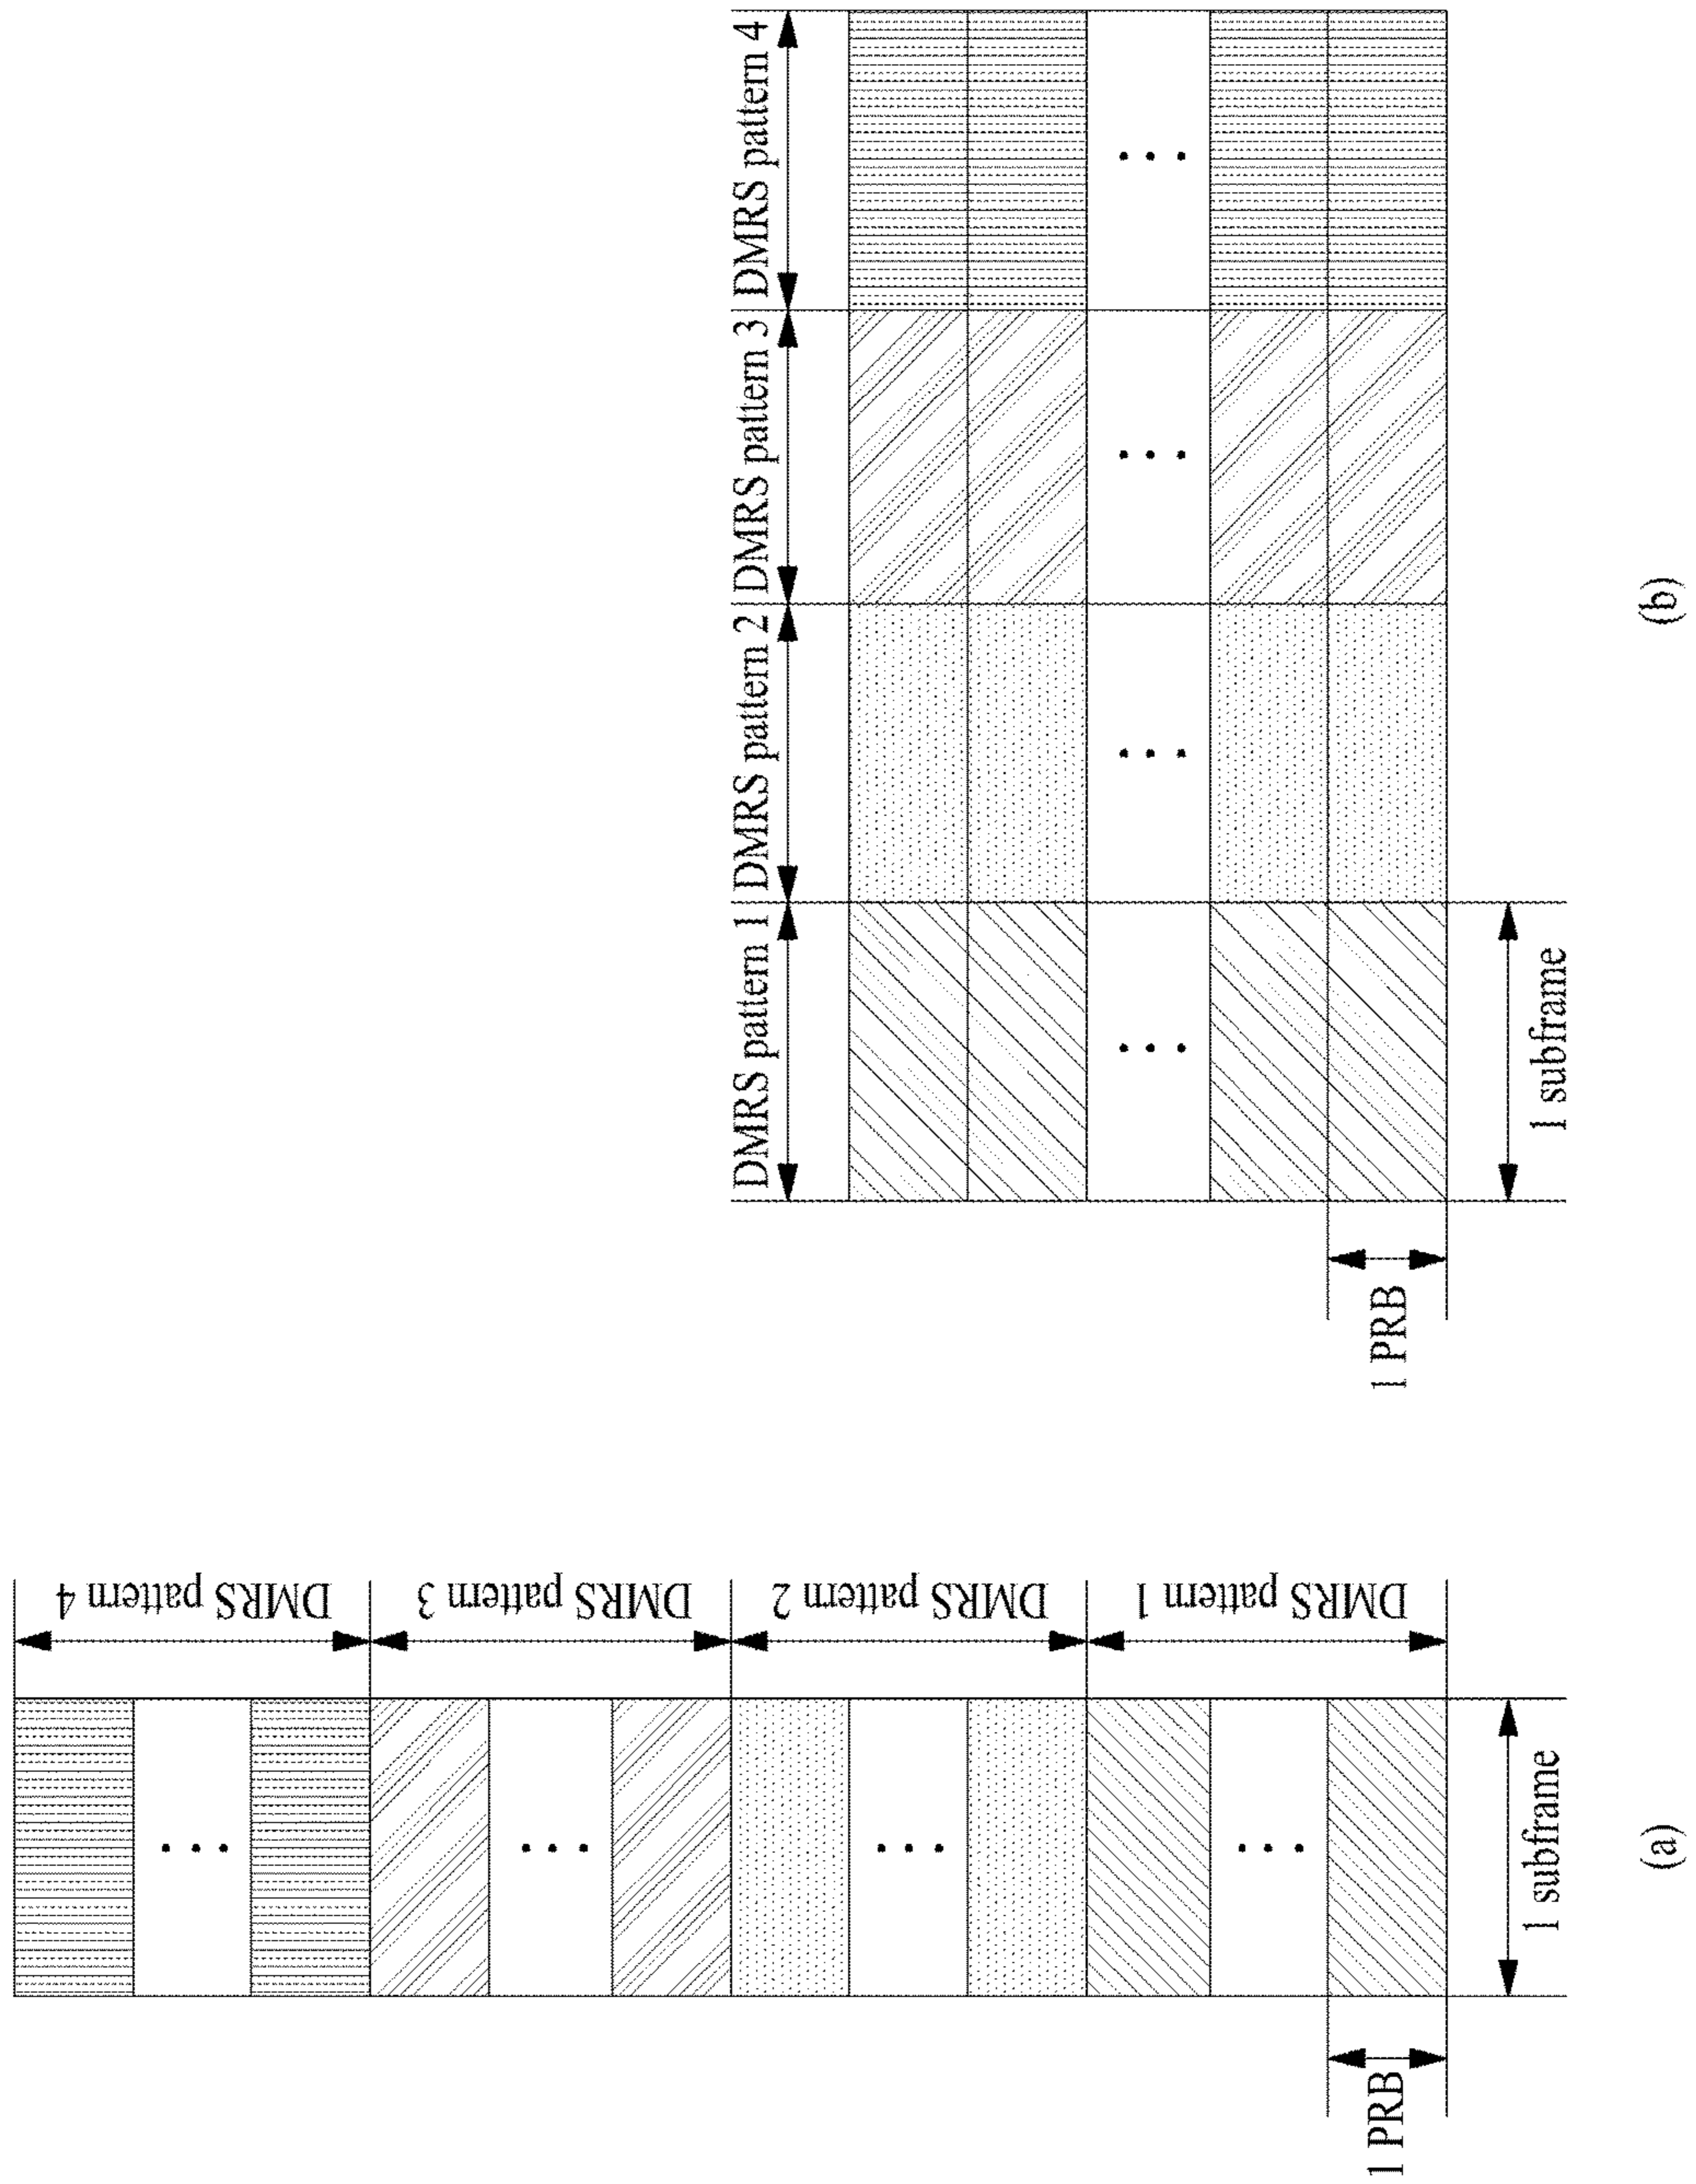 DMRS pattern 4
DMRS pattern 3
DMRS pattern 2
DMRS pattern 1
1 PRB
1 subframe
(a)
DMRS pattern 1
DMRS pattern 2
DMRS pattern 3
DMRS pattern 4
1 PRB
1 subframe
(b)